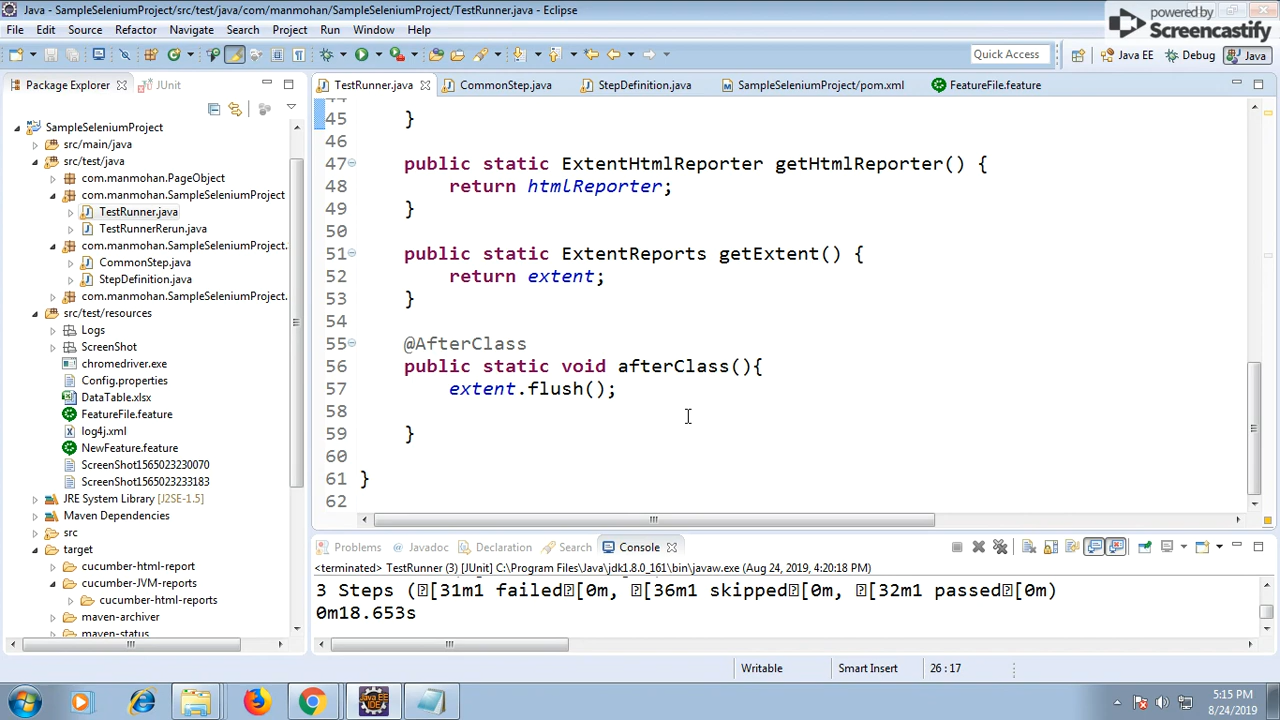 Java - SampleSeleniumProject/src/test/java/com/manmohan/SampleSeleniumProject/TestRunner.java - Eclipse
powered by
Screencastify
File Edit Source Refactor Navigate Search Project Run Window Help
Quick Access
Java EE
Debug
Java
Package Explorer
JUnit
TestRunner.java
CommonStep.java
StepDefinition.java
SampleSeleniumProject/pom.xml
FeatureFile.feature
SampleSeleniumProject
src/main/java
src/test/java
com.manmohan.PageObject
com.manmohan.SampleSeleniumProject
TestRunner.java
TestRunnerRerun.java
com.manmohan.SampleSeleniumProject.
CommonStep.java
StepDefinition.java
com.manmohan.SampleSeleniumProject.
src/test/resources
Logs
ScreenShot
chromedriver.exe
Config.properties
DataTable.xlsx
FeatureFile.feature
log4j.xml
NewFeature.feature
ScreenShot1565023230070
ScreenShot1565023233183
JRE System Library [J2SE-1.5]
Maven Dependencies
src
target
cucumber-html-report
cucumber-JVM-reports
cucumber-html-reports
maven-archiver
maven-status
44
45 }
46
47 public static ExtentHtmlReporter getHtmlReporter() {
48 return htmlReporter;
49 }
50
51 public static ExtentReports getExtent() {
52 return extent;
53 }
54
55 @AfterClass
56 public static void afterClass(){
57 extent.flush();
58
59 }
60
61 }
62
Problems
Javadoc
Declaration
Search
Console
<terminated> TestRunner (3) [JUnit] C:\Program Files\Java\jdk1.8.0_161\bin\javaw.exe (Aug 24, 2019, 4:20:18 PM)
3 Steps ([31m1 failed[0m, [36m1 skipped[0m, [32m1 passed[0m)
0m18.653s
Writable
Smart Insert
26 : 17
5:15 PM
8/24/2019